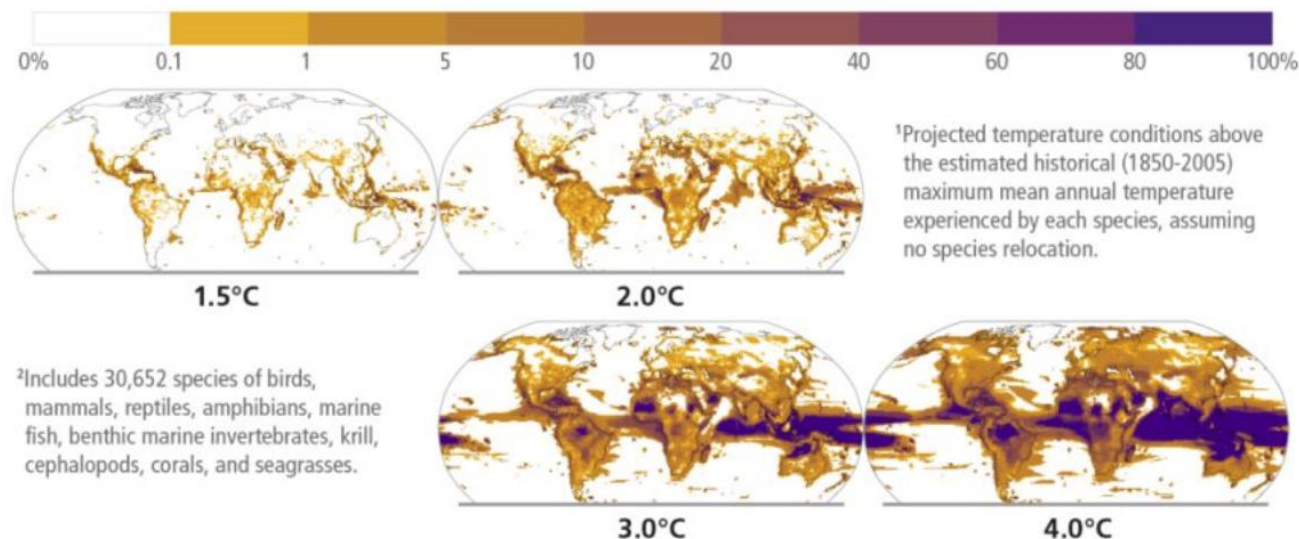 0% 0.1 1 5 10 20 40 60 80 100%
¹Projected temperature conditions above
the estimated historical (1850-2005)
maximum mean annual temperature
experienced by each species, assuming
no species relocation.
1.5°C 2.0°C
²Includes 30,652 species of birds,
mammals, reptiles, amphibians, marine
fish, benthic marine invertebrates, krill,
cephalopods, corals, and seagrasses.
3.0°C 4.0°C